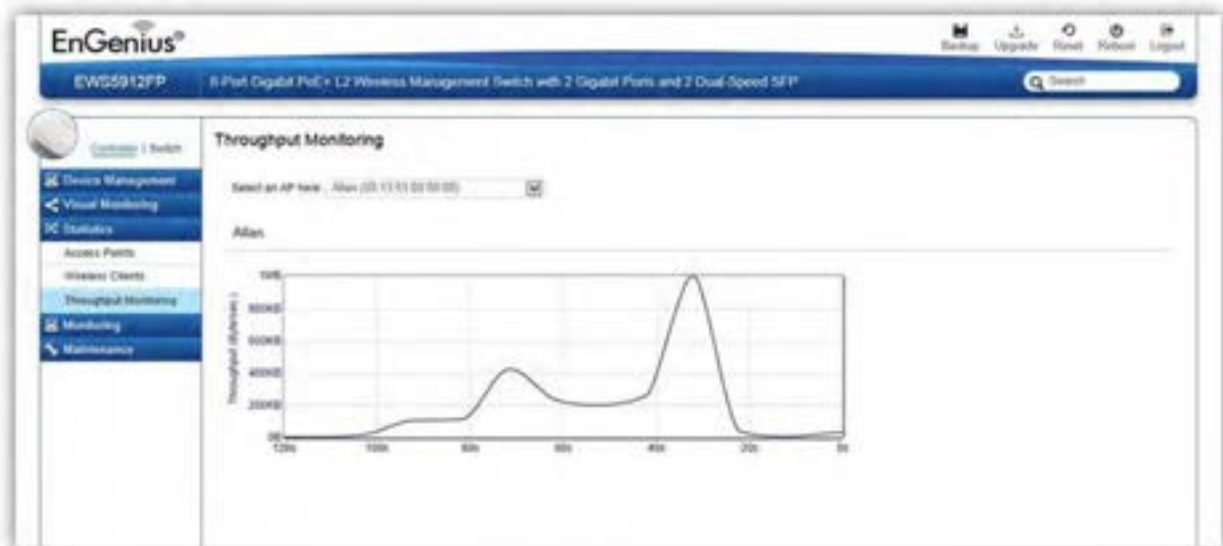 EnGenius®
Backup Upgrade Reset Reboot Logout
EWS5912FP
8-Port Gigabit PoE+ L2 Wireless Management Switch with 2 Gigabit Ports and 2 Dual-Speed SFP
Search
Controller | Switch
Throughput Monitoring
Device Management
Select an AP here :
Visual Monitoring
Statistics
Allan
Access Points
Wireless Clients
Throughput Monitoring
Monitoring
Maintenance
Throughput (Byte/sec )
1MB
800KB
600KB
400KB
200KB
0B
120s 100s 80s 60s 40s 20s 0s